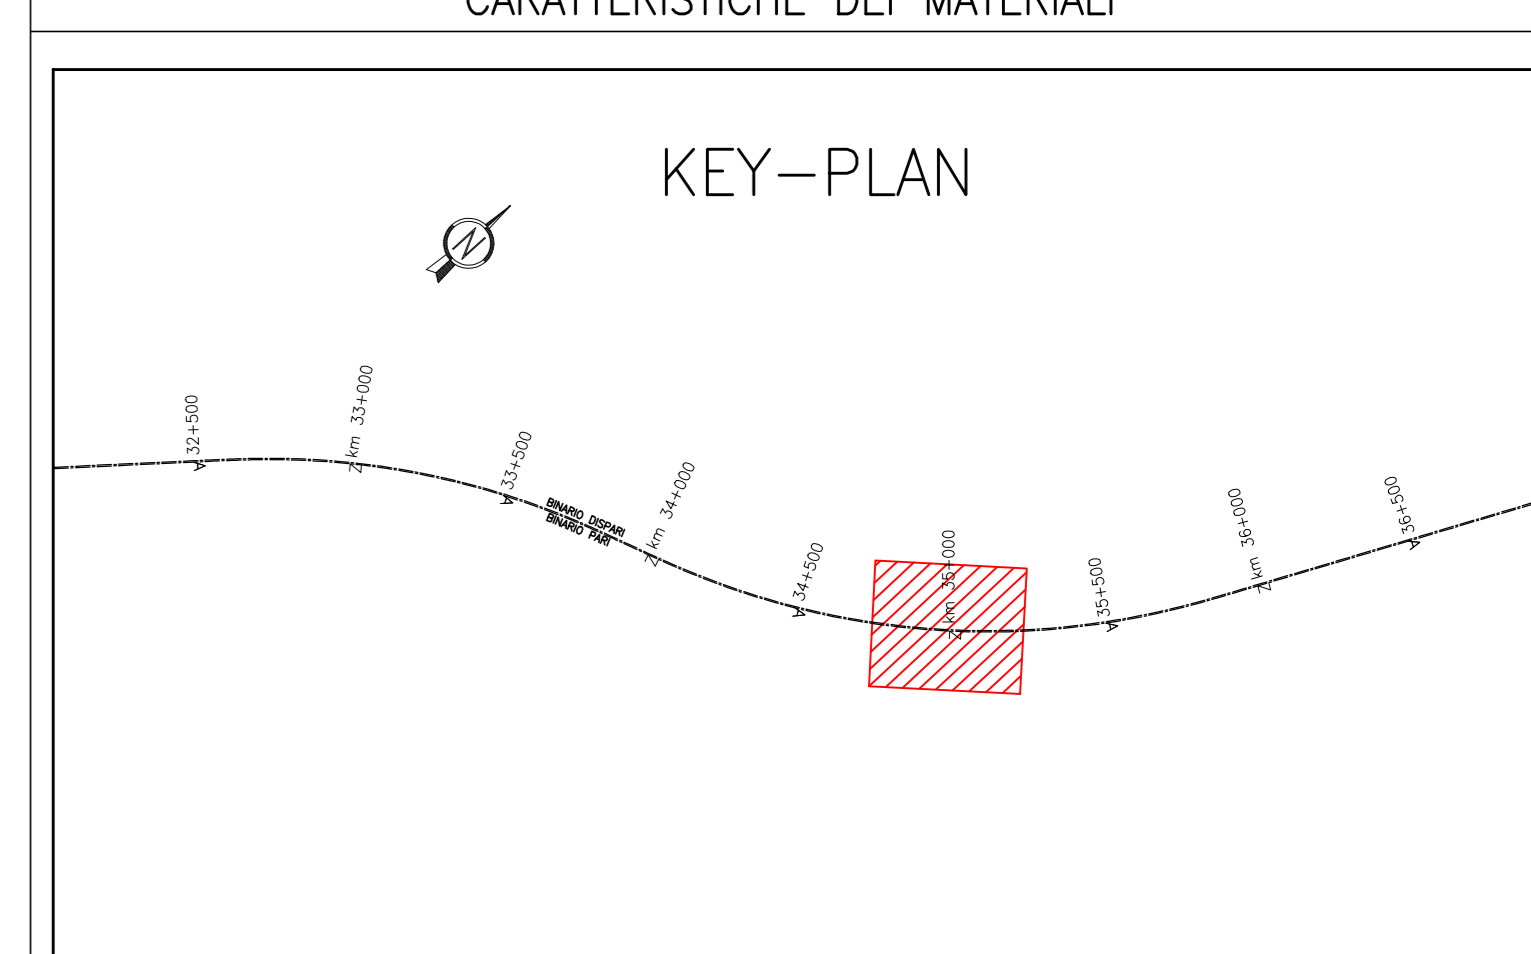 CARATTERISTICHE DEI MATERIALI
KEY-PLAN
N
32+500
km 33+000
33+500
BINARIO DISPARI
BINARIO PARI
km 34+000
34+500
km 35+000
35+500
km 36+000
36+500